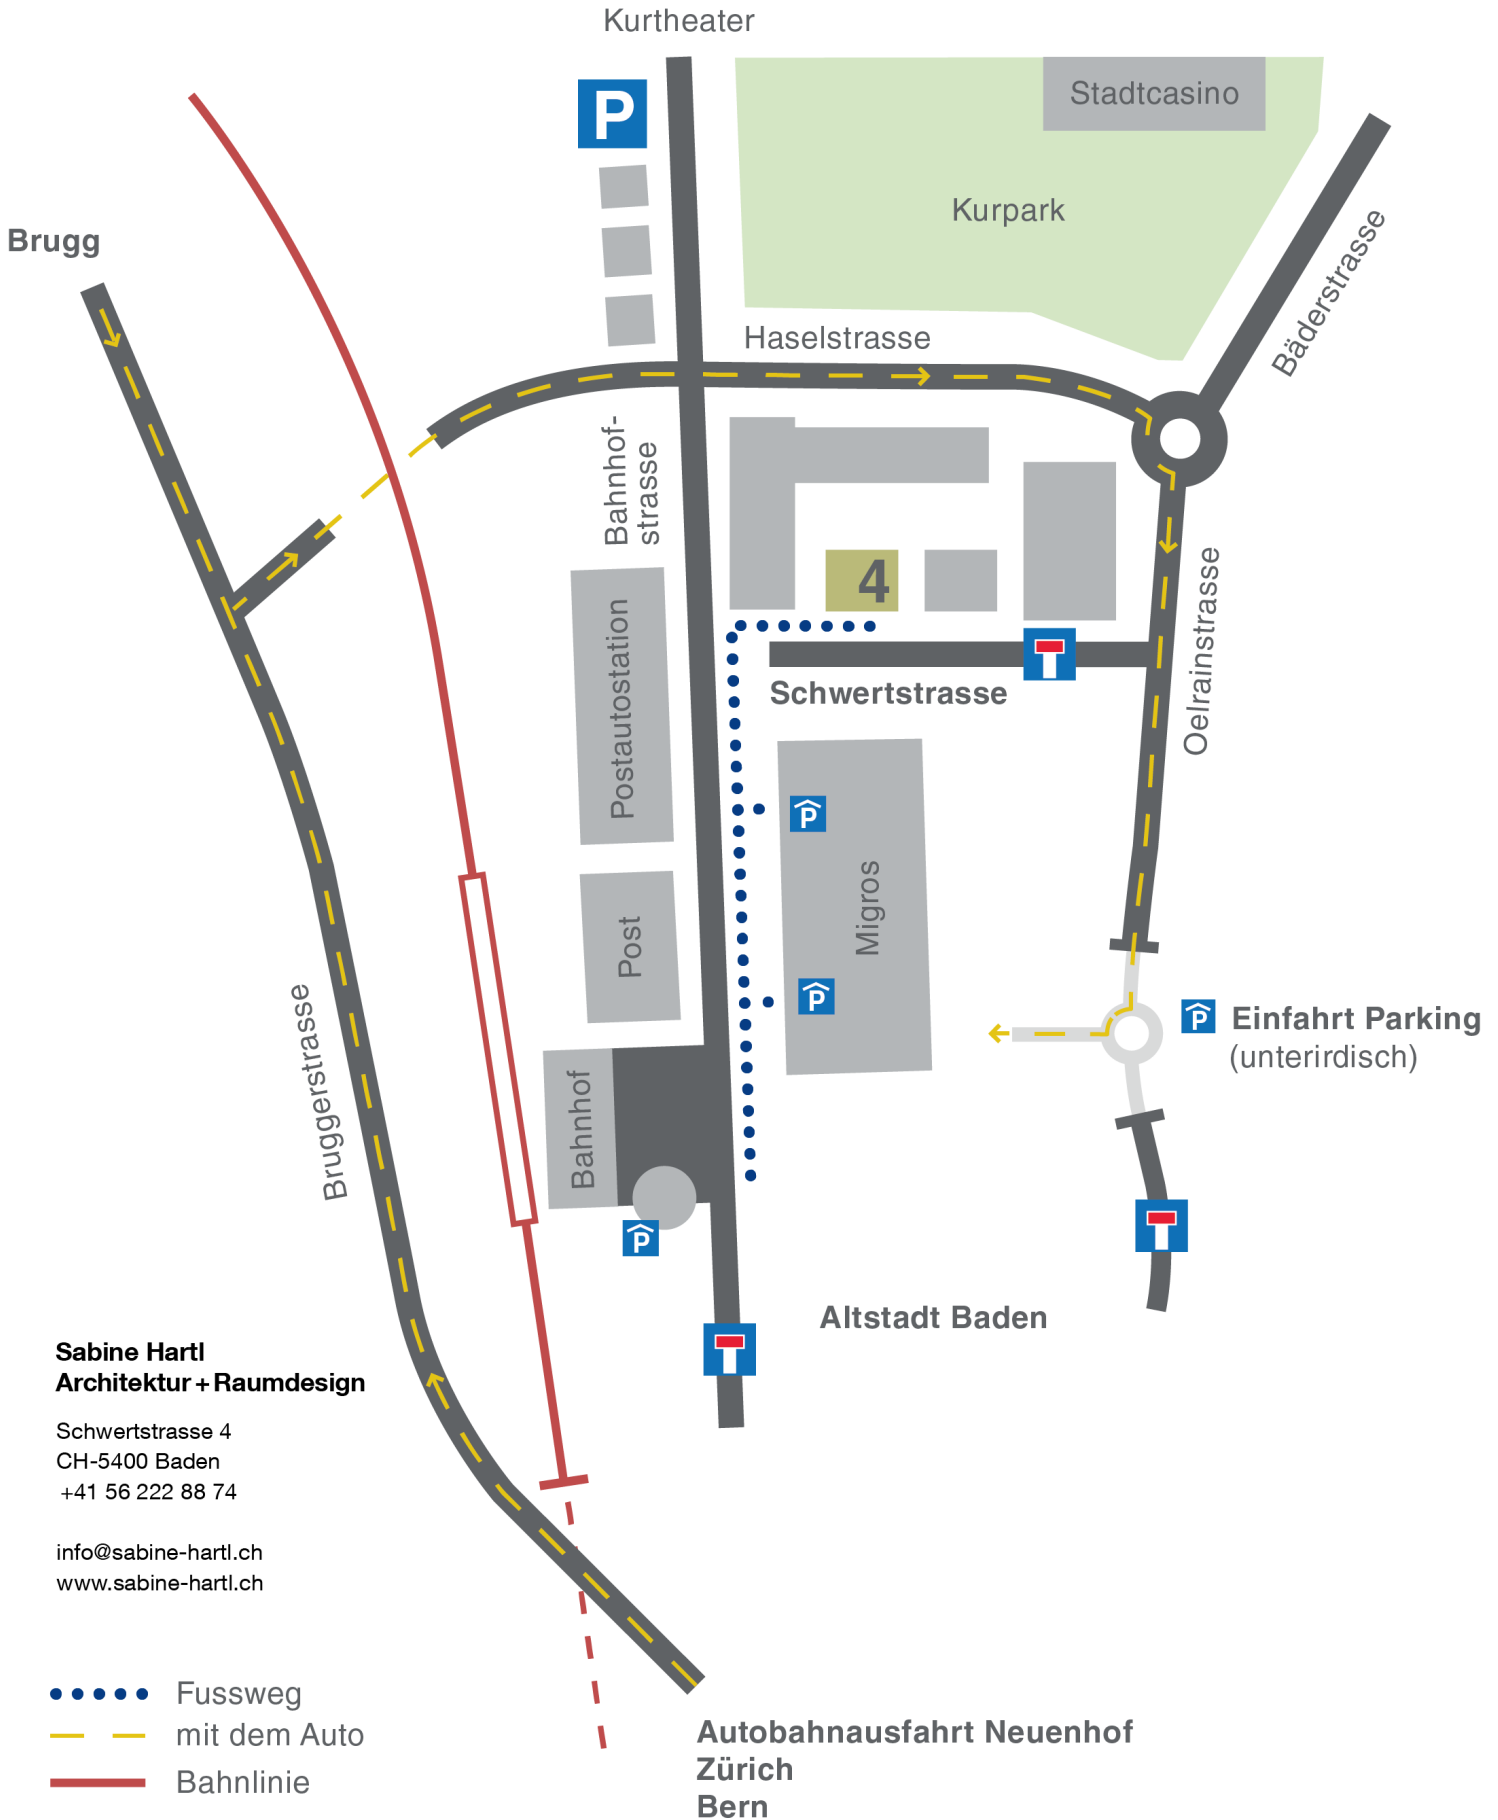 Kurtheater
P
Stadtcasino
Kurpark
Brugg
Bäderstrasse
Haselstrasse
Bahnhof-
strasse
4
Oelrainstrasse
Postautostation
Schwertstrasse
P
Migros
Post
P
P
Einfahrt Parking
(unterirdisch)
Bruggerstrasse
Bahnhof
P
Altstadt Baden
Sabine Hartl
Architektur + Raumdesign
Schwertstrasse 4
CH-5400 Baden
+41 56 222 88 74
info@sabine-hartl.ch
www.sabine-hartl.ch
Fussweg
mit dem Auto
Bahnlinie
Autobahnausfahrt Neuenhof
Zürich
Bern